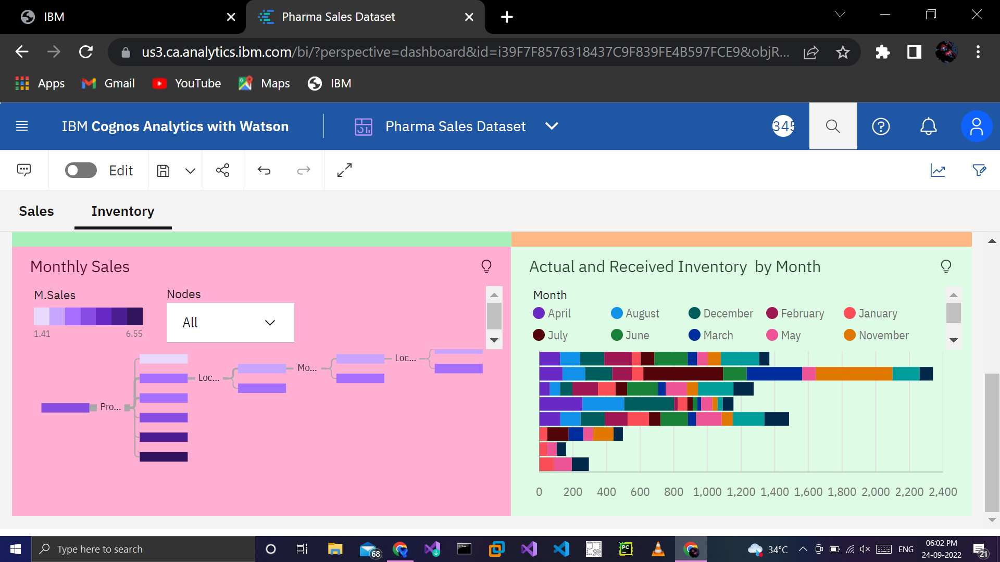 IBM
Pharma Sales Dataset
us3.ca.analytics.ibm.com/bi/?perspective=dashboard&id=i39F7F8576318437C9F839FE4B597FCE9&objR...
Apps
Gmail
YouTube
Maps
IBM
IBM Cognos Analytics with Watson
Pharma Sales Dataset
345
Edit
Sales
Inventory
Monthly Sales
M.Sales
1.41
6.55
Nodes
All
Pro...
Loc...
Mo...
Loc...
Actual and Received Inventory by Month
Month
April
August
December
February
January
July
June
March
May
November
0 200 400 600 800 1,000 1,200 1,400 1,600 1,800 2,000 2,200 2,400
Type here to search
68
PC
34°C
ENG
06:02 PM
24-09-2022
21